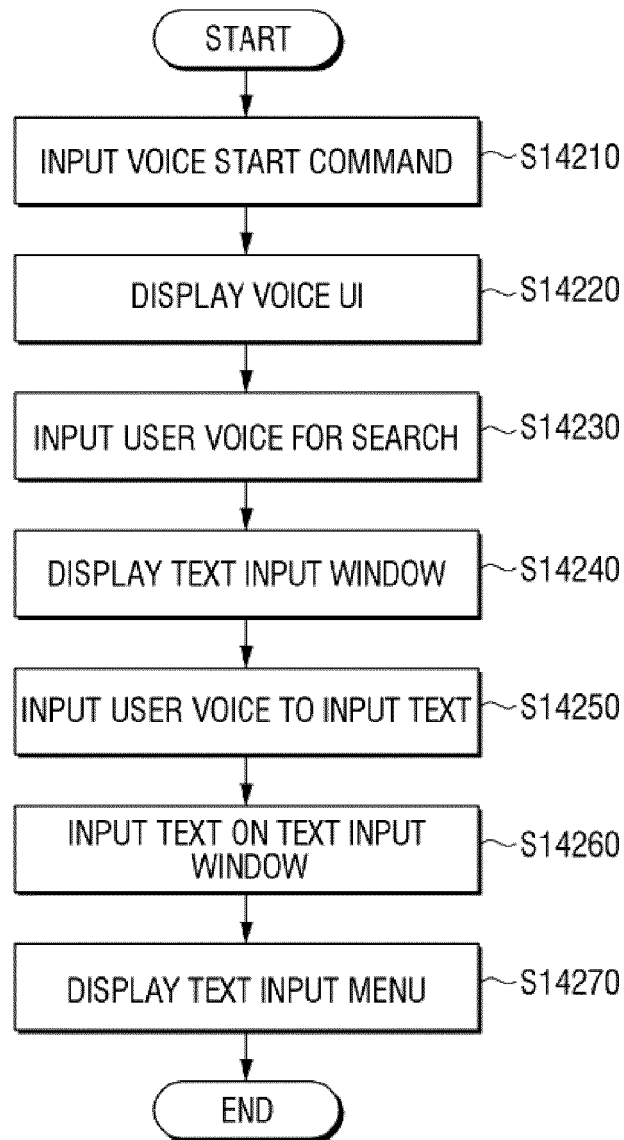 START
INPUT VOICE START COMMAND
S14210
DISPLAY VOICE UI
S14220
INPUT USER VOICE FOR SEARCH
S14230
DISPLAY TEXT INPUT WINDOW
S14240
INPUT USER VOICE TO INPUT TEXT
S14250
INPUT TEXT ON TEXT INPUT
WINDOW
S14260
DISPLAY TEXT INPUT MENU
S14270
END